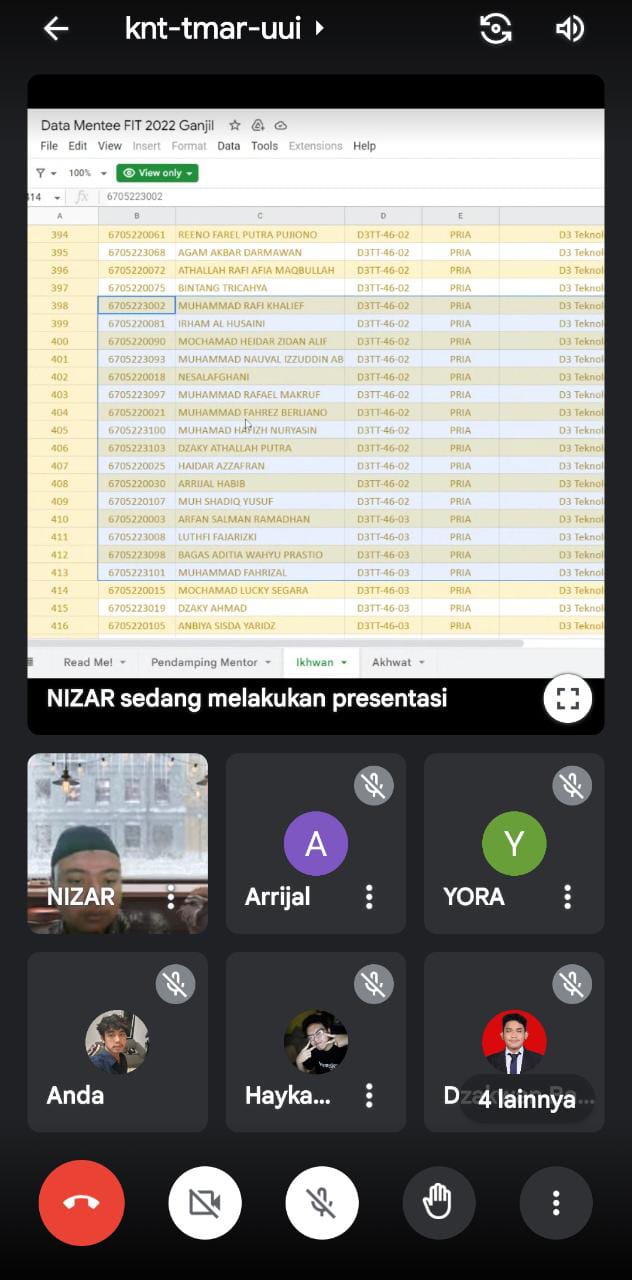 knt-tmar-uui
Data Mentee FIT 2022 Ganjil
File Edit View Insert Format Data Tools Extensions Help
100% View only
414 fx 6705223002
A B C D E
394 6705220061 REENO FAREL PUTRA PUJIONO D3TT-46-02 PRIA D3 Teknol
395 6705223068 AGAM AKBAR DARMAWAN D3TT-46-02 PRIA D3 Teknol
396 6705220072 ATHALLAH RAFI AFIA MAQBULLAH D3TT-46-02 PRIA D3 Teknol
397 6705220075 BINTANG TRICAHYA D3TT-46-02 PRIA D3 Teknol
398 6705223002 MUHAMMAD RAFI KHALIEF D3TT-46-02 PRIA D3 Teknol
399 6705220081 IRHAM AL HUSAINI D3TT-46-02 PRIA D3 Teknol
400 6705220090 MOCHAMAD HEIDAR ZIDAN ALIF D3TT-46-02 PRIA D3 Teknol
401 6705223093 MUHAMMAD NAUVAL IZZUDDIN AB D3TT-46-02 PRIA D3 Teknol
402 6705220018 NESALAFGHANI D3TT-46-02 PRIA D3 Teknol
403 6705223097 MUHAMMAD RAFAEL MAKRUF D3TT-46-02 PRIA D3 Teknol
404 6705220021 MUHAMMAD FAHREZ BERLIANO D3TT-46-02 PRIA D3 Teknol
405 6705223100 MUHAMAD HAFIZH NURYASIN D3TT-46-02 PRIA D3 Teknol
406 6705223103 DZAKY ATHALLAH PUTRA D3TT-46-02 PRIA D3 Teknol
407 6705220025 HAIDAR AZZAFRAN D3TT-46-02 PRIA D3 Teknol
408 6705220030 ARRIJAL HABIB D3TT-46-02 PRIA D3 Teknol
409 6705220107 MUH SHADIQ YUSUF D3TT-46-02 PRIA D3 Teknol
410 6705220003 ARFAN SALMAN RAMADHAN D3TT-46-03 PRIA D3 Teknol
411 6705223008 LUTHFI FAJARIZKI D3TT-46-03 PRIA D3 Teknol
412 6705223098 BAGAS ADITIA WAHYU PRASTIO D3TT-46-03 PRIA D3 Teknol
413 6705223101 MUHAMMAD FAHRIZAL D3TT-46-03 PRIA D3 Teknol
414 6705220015 MOCHAMAD LUCKY SEGARA D3TT-46-03 PRIA D3 Teknol
415 6705223019 DZAKY AHMAD D3TT-46-03 PRIA D3 Teknol
416 6705220105 ANBIYA SISDA YARIDZ D3TT-46-03 PRIA D3 Teknol
Read Me! Pendamping Mentor Ikhwan Akhwat
NIZAR sedang melakukan presentasi
A Y
NIZAR Arrijal YORA
Anda Hayka... 4 lainnya